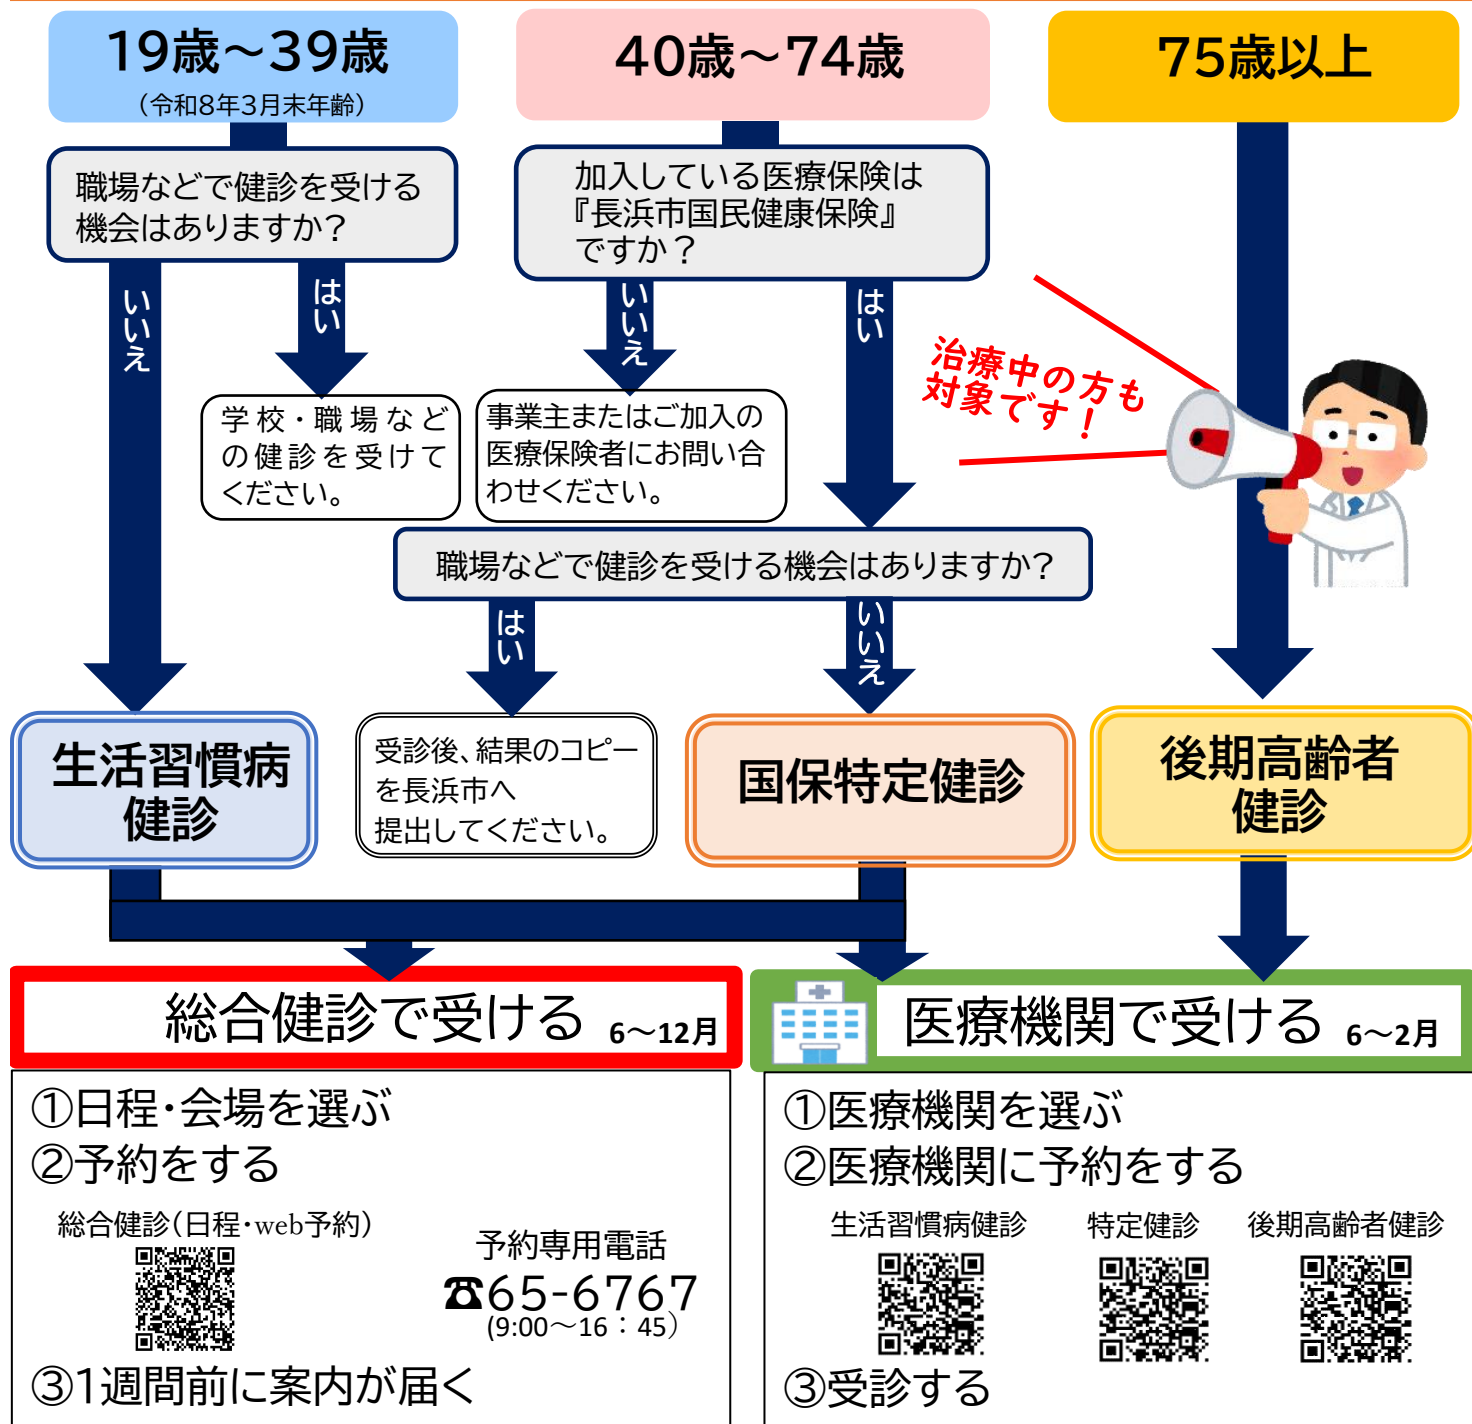 19歳～39歳
（令和8年3月末年齢）
40歳～74歳
75歳以上
職場などで健診を受ける
機会はありますか？
加入している医療保険は
『長浜市国民健康保険』
ですか？
いいえ
はい
いいえ
はい
治療中の方も
対象です！
学校・職場など
の健診を受けて
ください。
事業主またはご加入の
医療保険者にお問い合
わせください。
職場などで健診を受ける機会はありますか？
はい
いいえ
生活習慣病
健診
受診後、結果のコピー
を長浜市へ
提出してください。
国保特定健診
後期高齢者
健診
総合健診で受ける 6～12月
医療機関で受ける 6～2月
①日程・会場を選ぶ
②予約をする
総合健診（日程・web予約）
予約専用電話
☎65-6767
(9:00～16：45）
③1週間前に案内が届く
①医療機関を選ぶ
②医療機関に予約をする
生活習慣病健診
特定健診
後期高齢者健診
③受診する